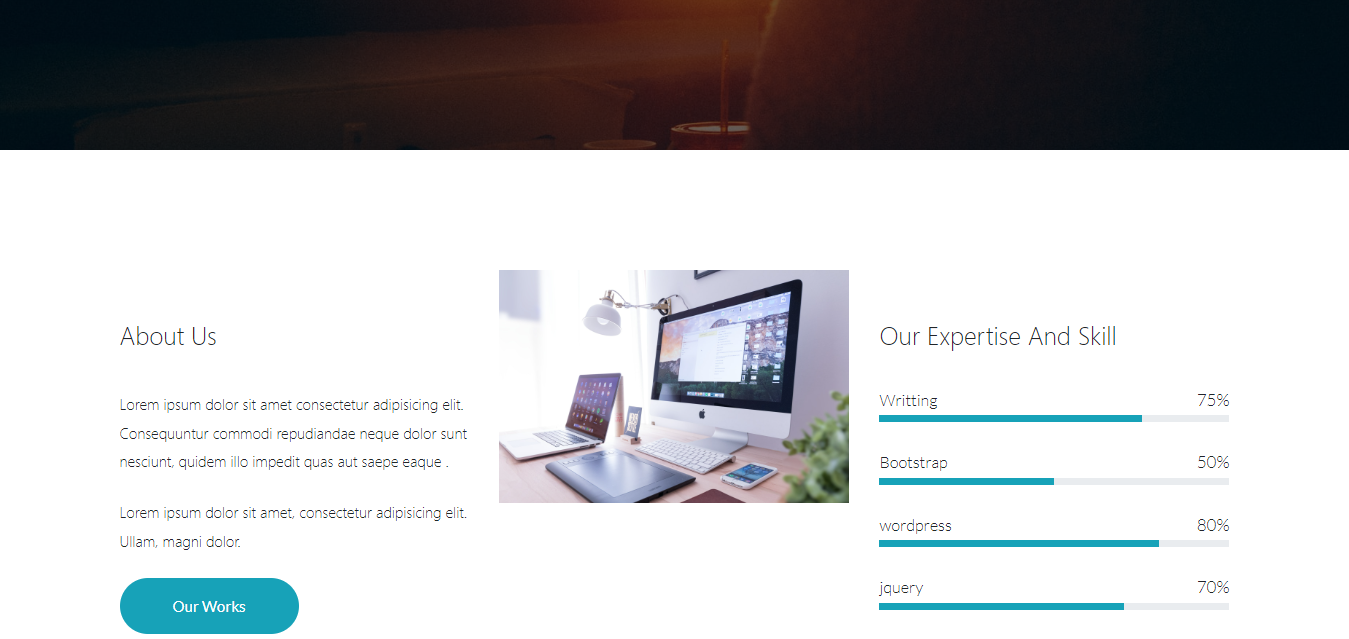 About Us
Lorem ipsum dolor sit amet consectetur adipisicing elit.
Consequuntur commodi repudiandae neque dolor sunt
nesciunt, quidem illo impedit quas aut saepe eaque .
Lorem ipsum dolor sit amet, consectetur adipisicing elit.
Ullam, magni dolor.
Our Works
Our Expertise And Skill
Writting 75%
Bootstrap 50%
wordpress 80%
jquery 70%